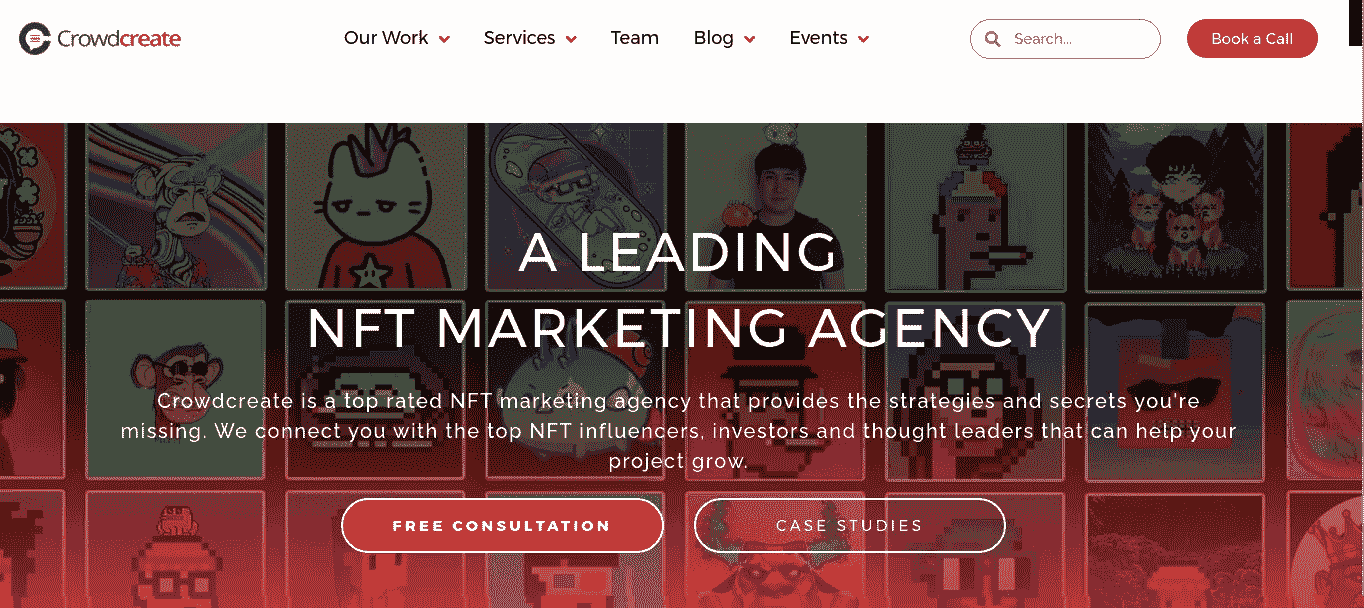 Crowdcreate
Our Work Services Team Blog Events Search... Book a Call
A LEADING
NFT MARKETING AGENCY
Crowdcreate is a top rated NFT marketing agency that provides the strategies and secrets you're
missing. We connect you with the top NFT influencers, investors and thought leaders that can help your
project grow.
FREE CONSULTATION CASE STUDIES